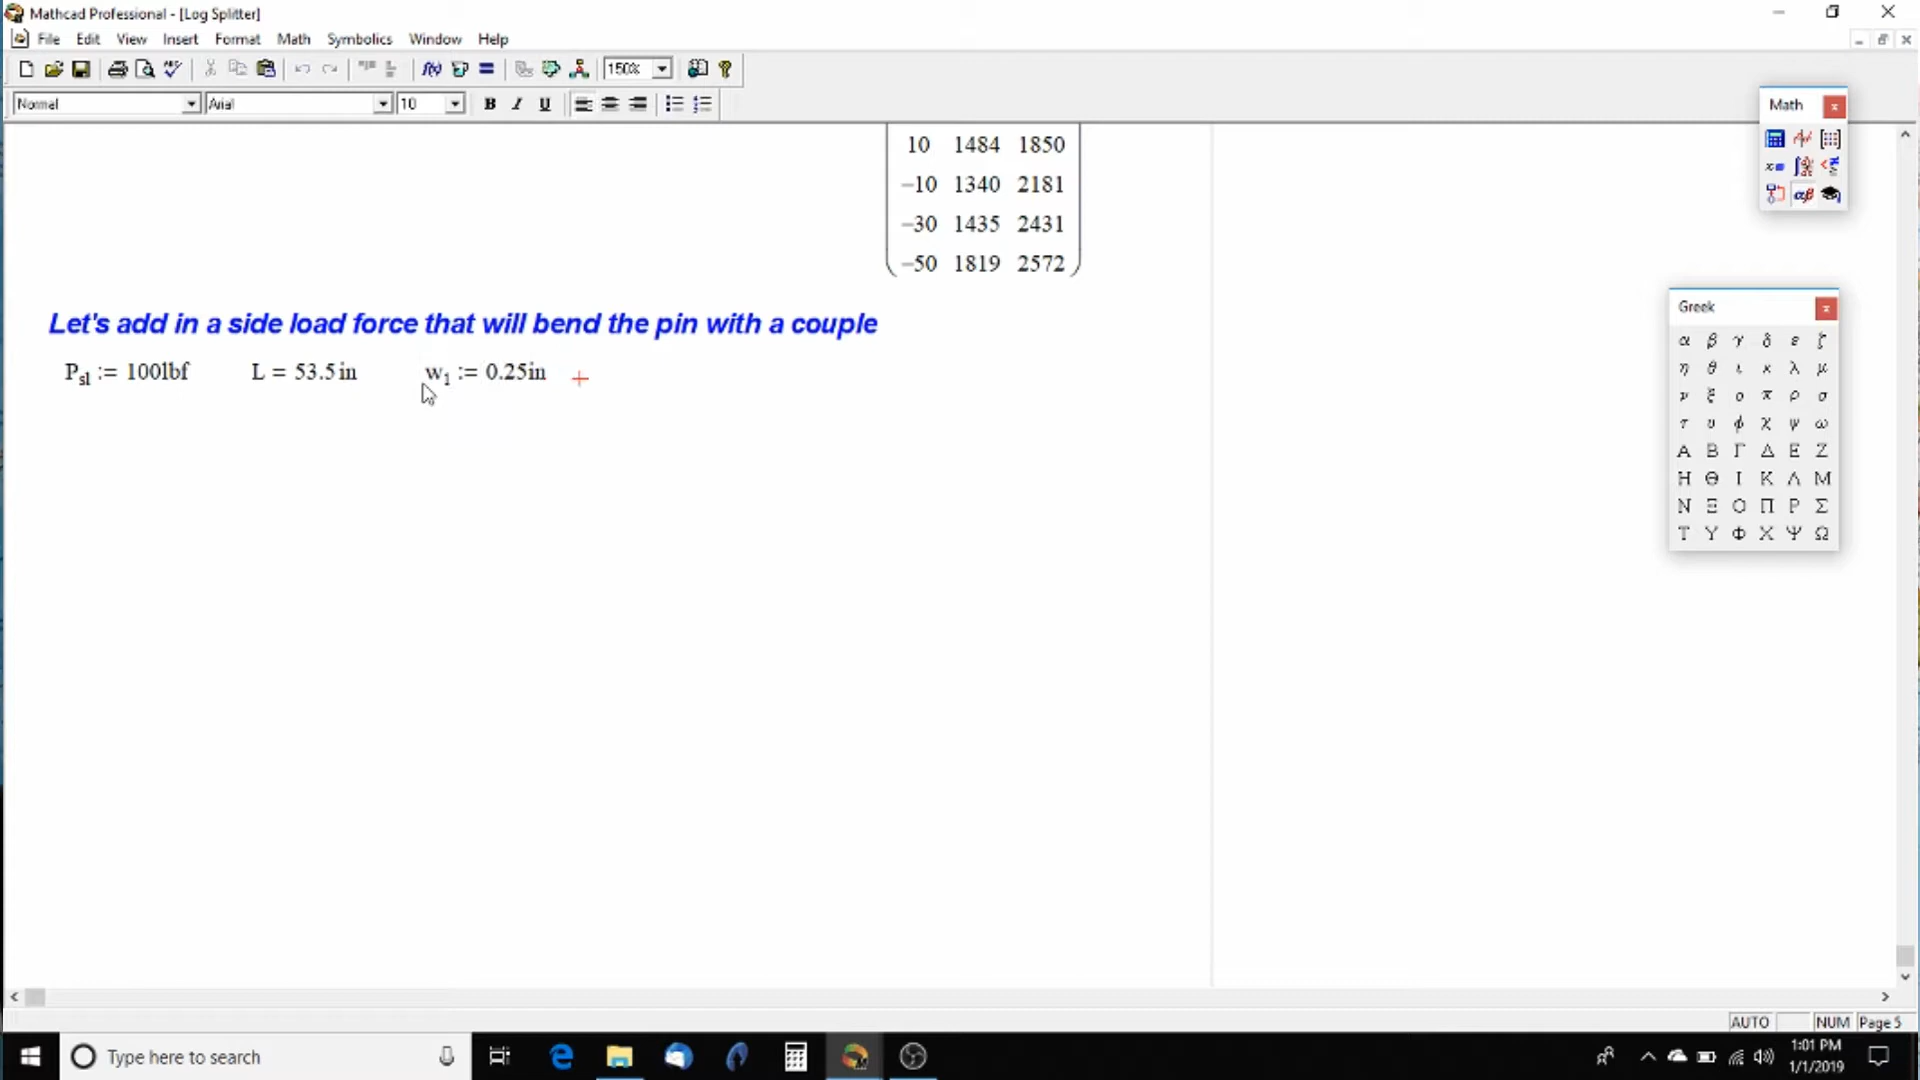 Mathcad Professional - [Log Splitter]
File Edit View Insert Format Math Symbolics Window Help
150%
Normal Arial 10 B I U
Math
10 1484 1850
−10 1340 2181
−30 1435 2431
−50 1819 2572
Let's add in a side load force that will bend the pin with a couple
Psl := 100lbf L = 53.5 in w1 := 0.25in
Greek
α β γ δ ε ζ
η θ ι κ λ μ
ν ξ ο π ρ σ
τ υ ϕ χ ψ ω
Α Β Γ Δ Ε Ζ
Η Θ Ι Κ Λ Μ
Ν Ξ Ο Π Ρ Σ
Τ Υ Φ Χ Ψ Ω
AUTO NUM Page 5
Type here to search
1:01 PM
1/1/2019